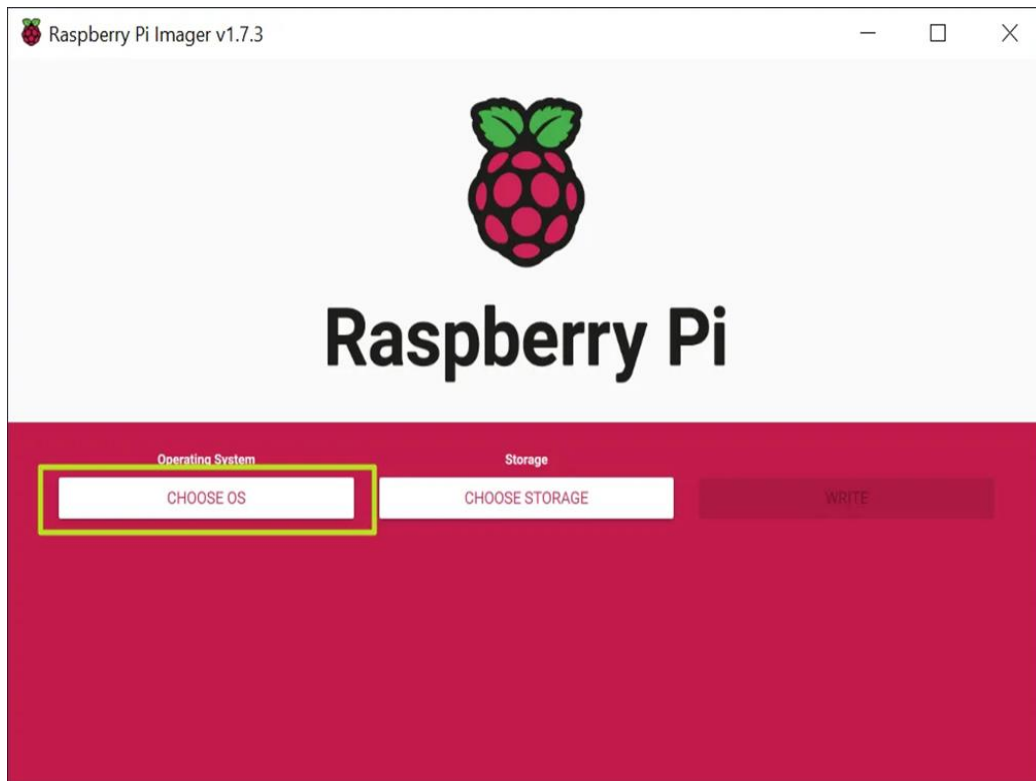 Raspberry Pi Imager v1.7.3
Raspberry Pi
Operating System
Storage
CHOOSE OS
CHOOSE STORAGE
WRITE